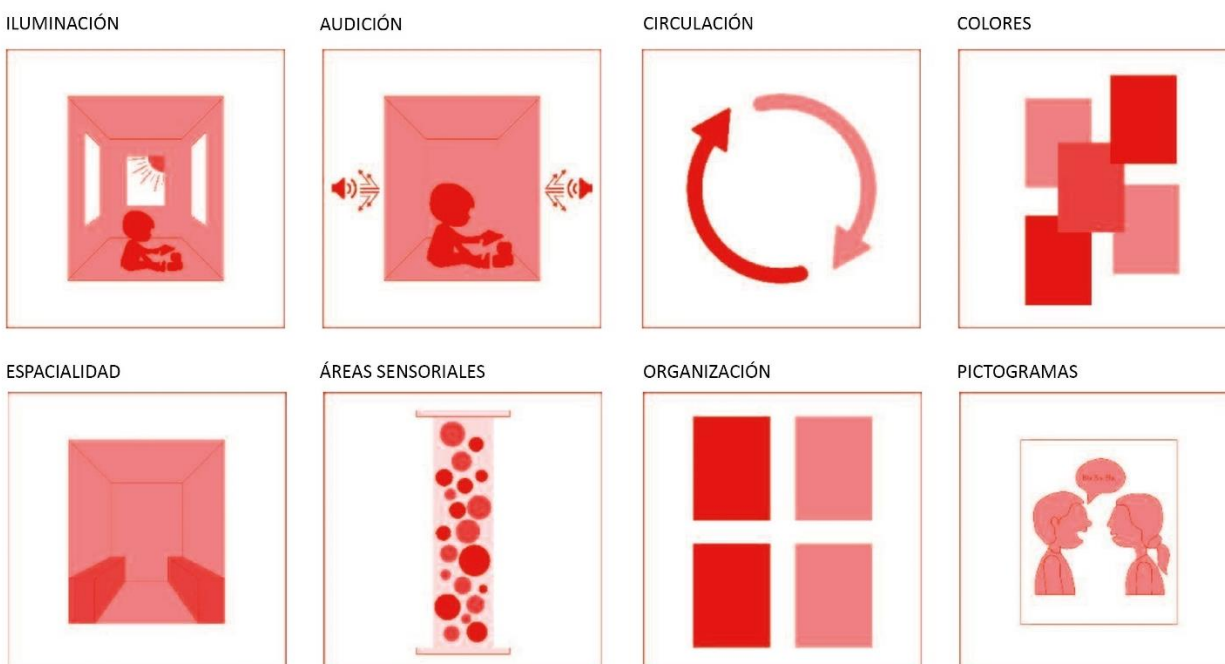 ILUMINACIÓN
AUDICIÓN
CIRCULACIÓN
COLORES
ESPACIALIDAD
ÁREAS SENSORIALES
ORGANIZACIÓN
PICTOGRAMAS